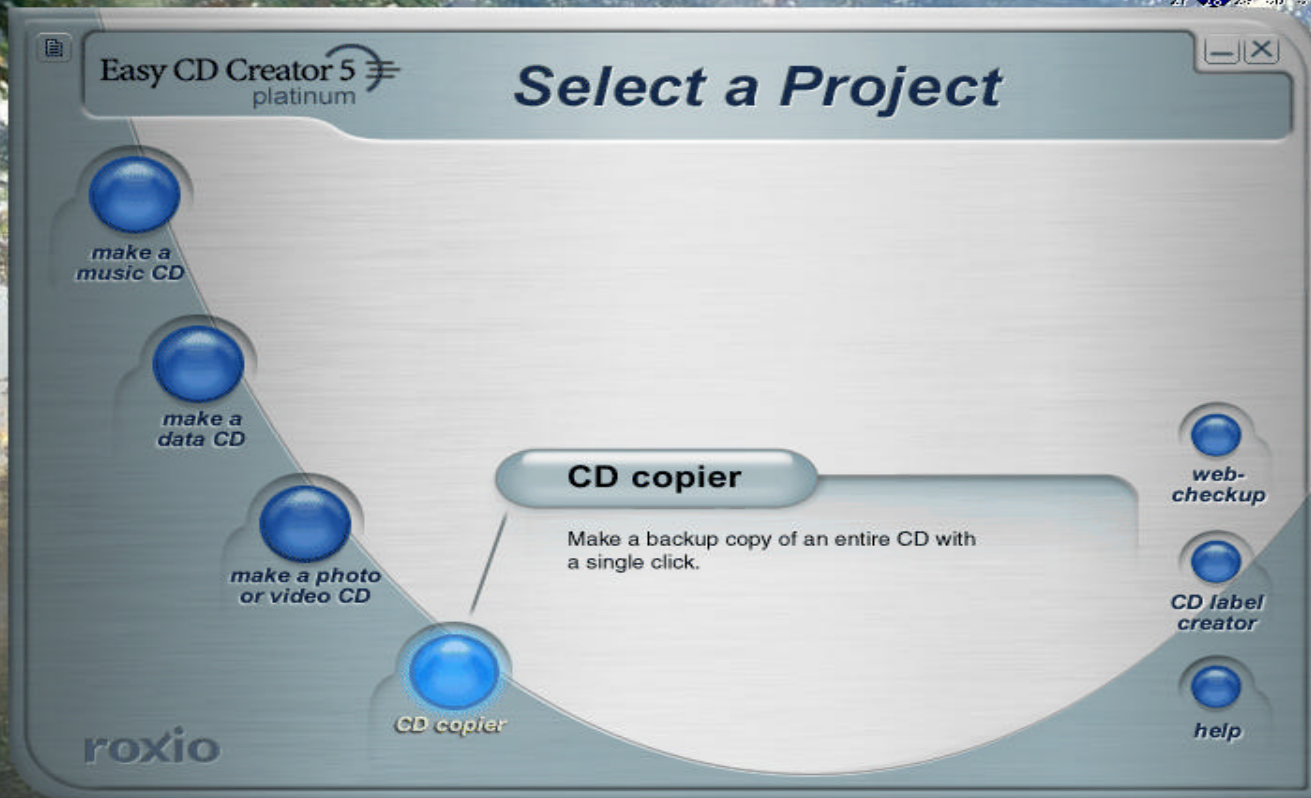 Easy CD Creator 5
platinum
Select a Project
make a
music CD
make a
data CD
make a photo
or video CD
CD copier
CD copier
Make a backup copy of an entire CD with
a single click.
web-
checkup
CD label
creator
help
roxio